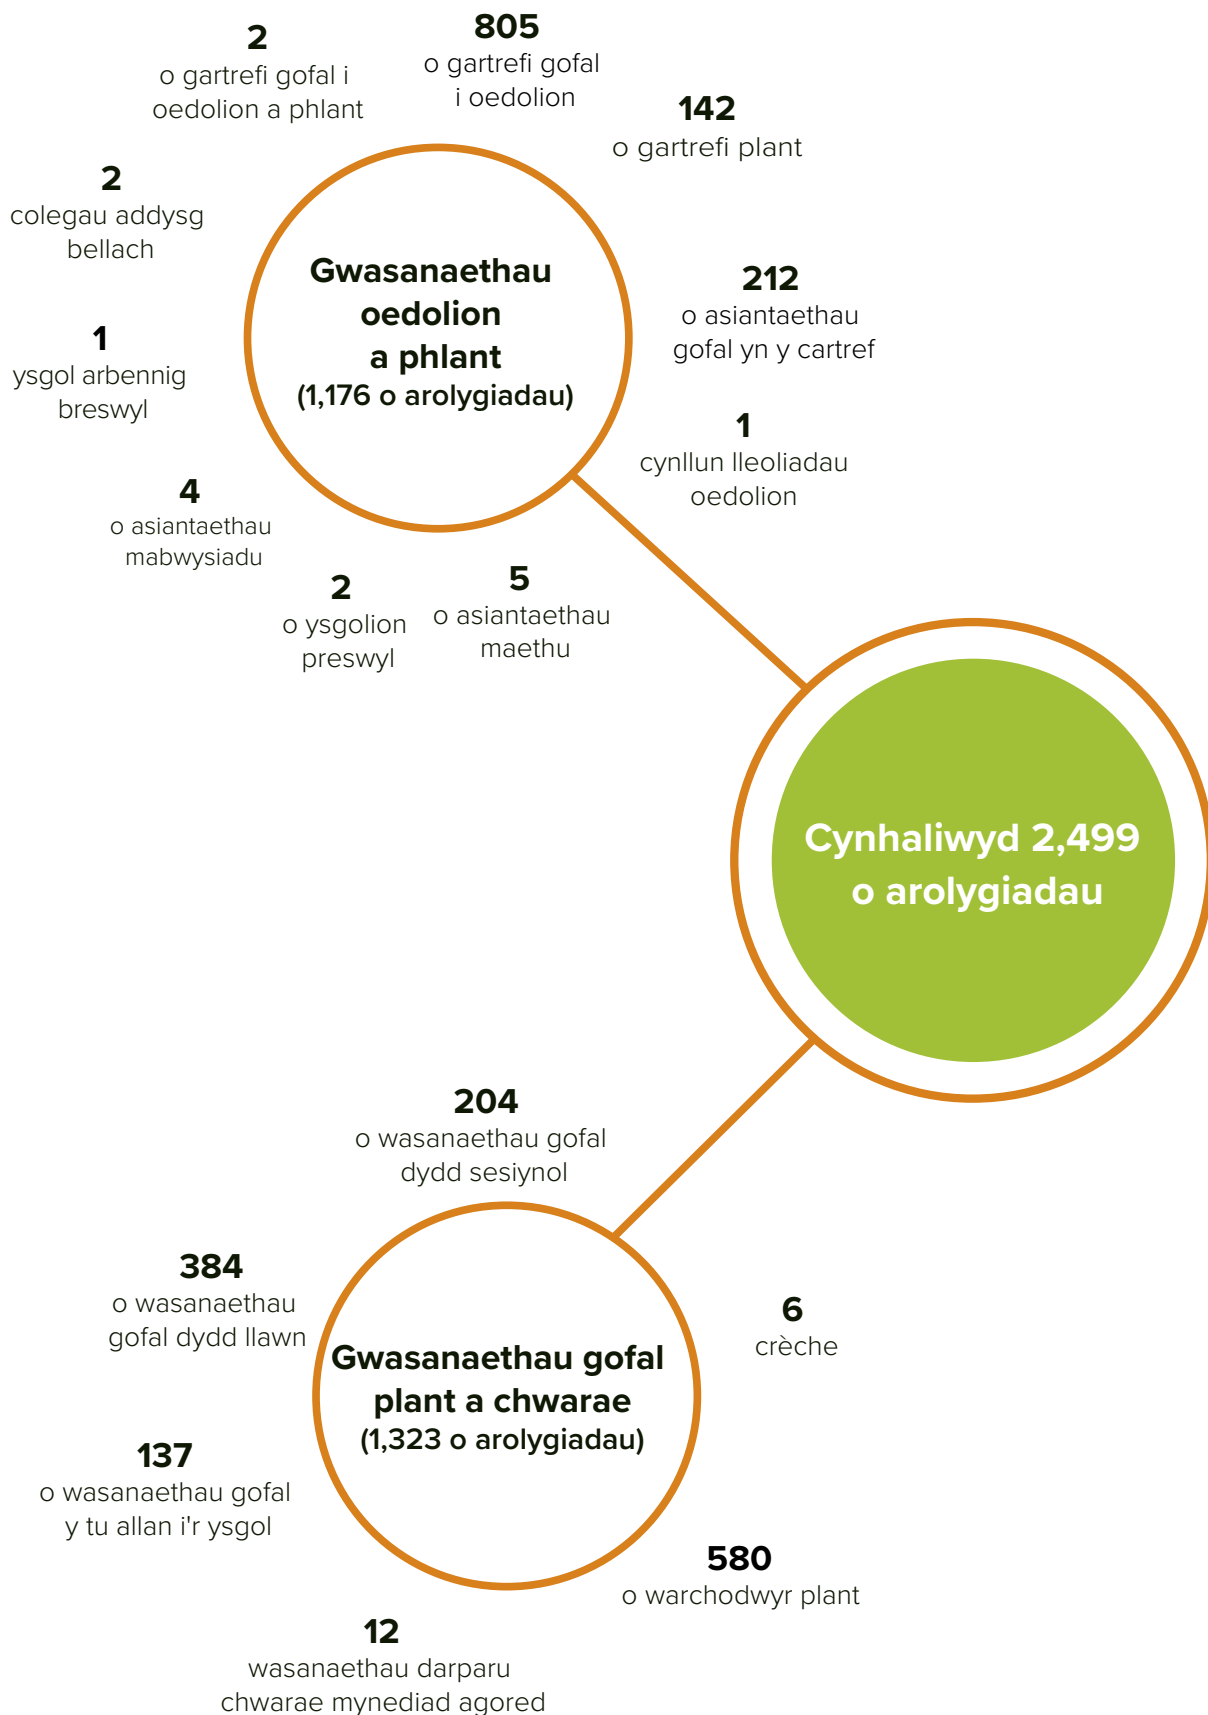 2
o gartrefi gofal i
oedolion a phlant
805
o gartrefi gofal
i oedolion
142
o gartrefi plant
2
colegau addysg
bellach
Gwasanaethau
oedolion
a phlant
(1,176 o arolygiadau)
212
o asiantaethau
gofal yn y cartref
1
ysgol arbennig
breswyl
1
cynllun lleoliadau
oedolion
4
o asiantaethau
mabwysiadu
2
o ysgolion
preswyl
5
o asiantaethau
maethu
Cynhaliwyd 2,499
o arolygiadau
204
o wasanaethau gofal
dydd sesiynol
384
o wasanaethau
gofal dydd llawn
6
crèche
Gwasanaethau gofal
plant a chwarae
(1,323 o arolygiadau)
137
o wasanaethau gofal
y tu allan i'r ysgol
580
o warchodwyr plant
12
wasanaethau darparu
chwarae mynediad agored